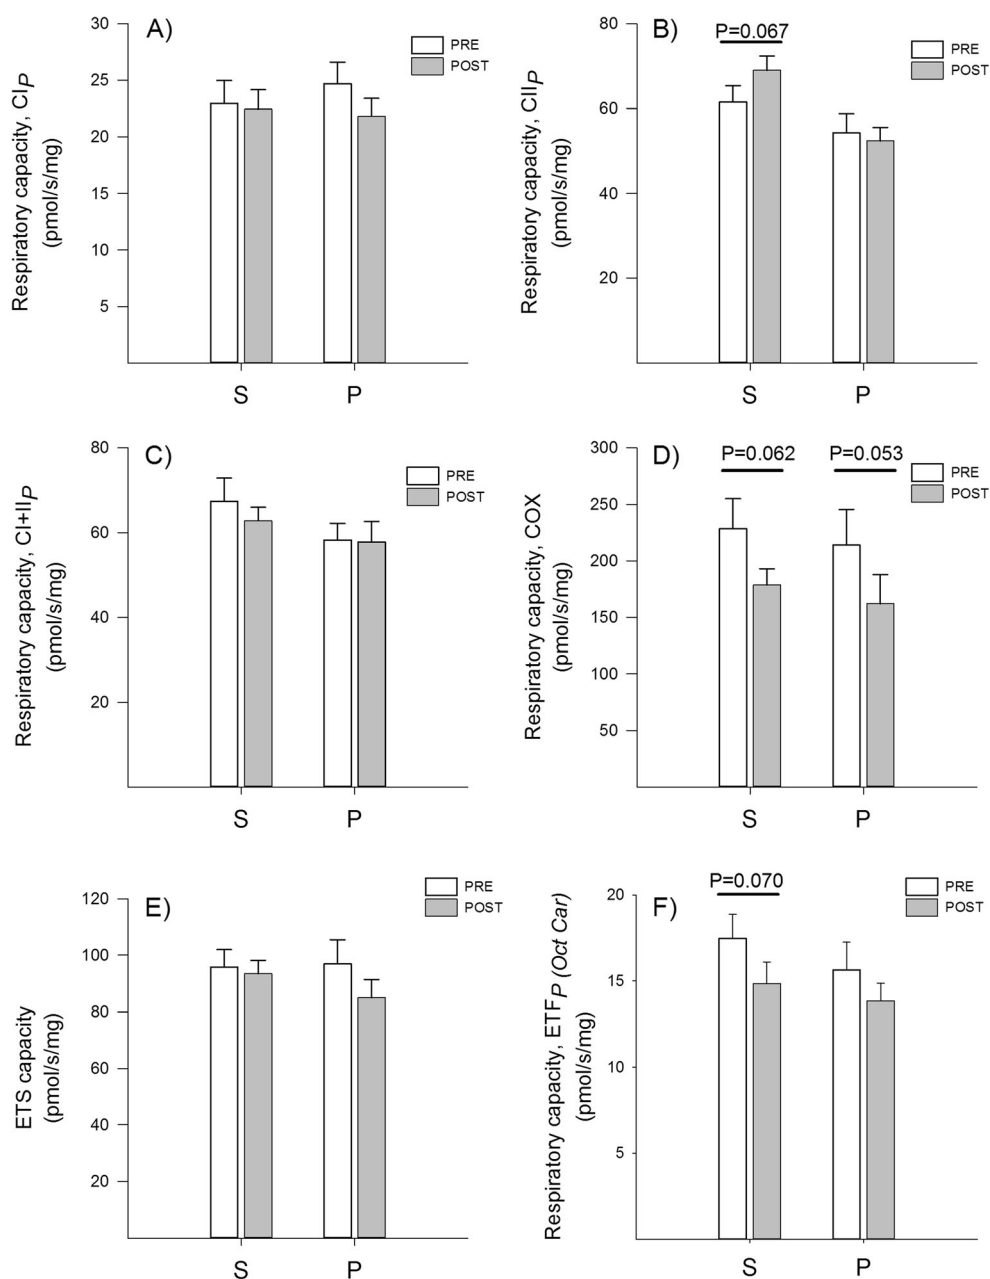 A)
PRE
POST
Respiratory capacity, CIP
(pmol/s/mg)
30
25
20
15
10
5
S
P
B)
P=0.067
PRE
POST
Respiratory capacity, CIIP
(pmol/s/mg)
80
60
40
20
S
P
C)
PRE
POST
Respiratory capacity, CI+IIP
(pmol/s/mg)
80
60
40
20
S
P
D)
P=0.062
P=0.053
PRE
POST
Respiratory capacity, COX
(pmol/s/mg)
300
250
200
150
100
50
S
P
E)
PRE
POST
ETS capacity
(pmol/s/mg)
120
100
80
60
40
20
S
P
F)
P=0.070
PRE
POST
Respiratory capacity, ETFP (Oct Car)
(pmol/s/mg)
20
15
10
5
S
P